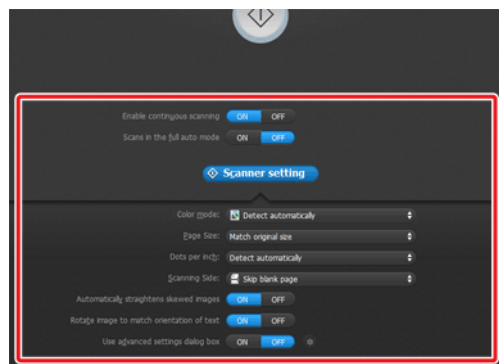 Enable continuous scanning ON OFF
Scans in the full auto mode ON OFF
Scanner setting
Color mode: Detect automatically
Page Size: Match original size
Dots per inch: Detect automatically
Scanning Side: Skip blank page
Automatically straightens skewed images ON OFF
Rotate image to match orientation of text ON OFF
Use advanced settings dialog box ON OFF